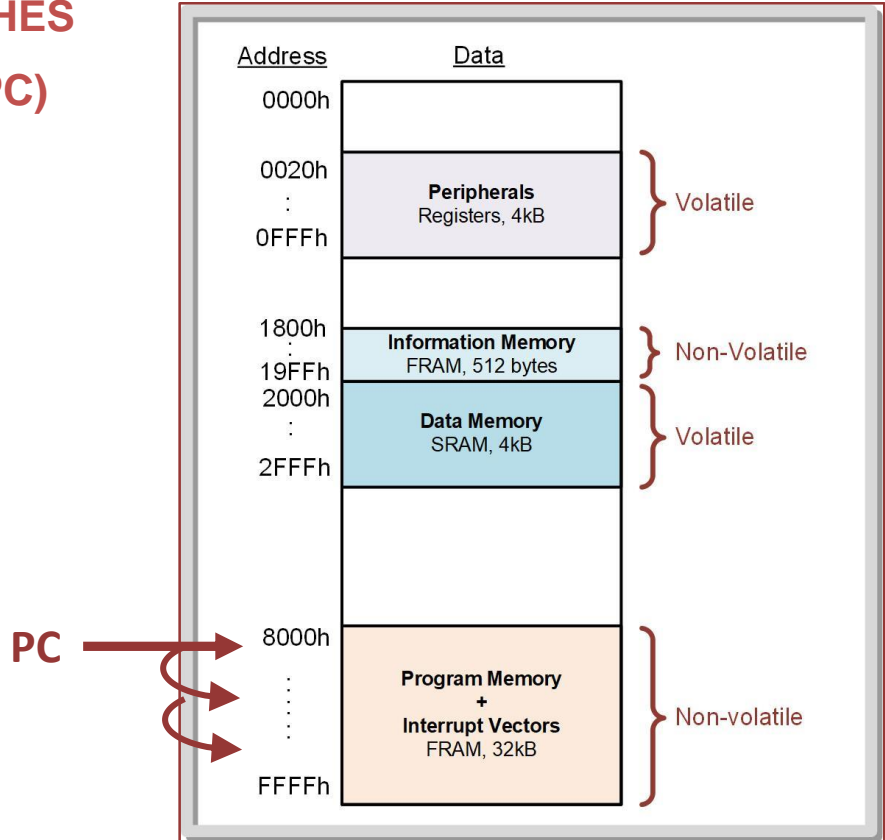 HES
PC)
Address Data
0000h
0020h
:
0FFFh
Peripherals
Registers, 4kB
Volatile
1800h
:
19FFh
Information Memory
FRAM, 512 bytes
Non-Volatile
2000h
:
2FFFh
Data Memory
SRAM, 4kB
Volatile
PC
8000h
:
:
:
FFFFh
Program Memory
+
Interrupt Vectors
FRAM, 32kB
Non-volatile